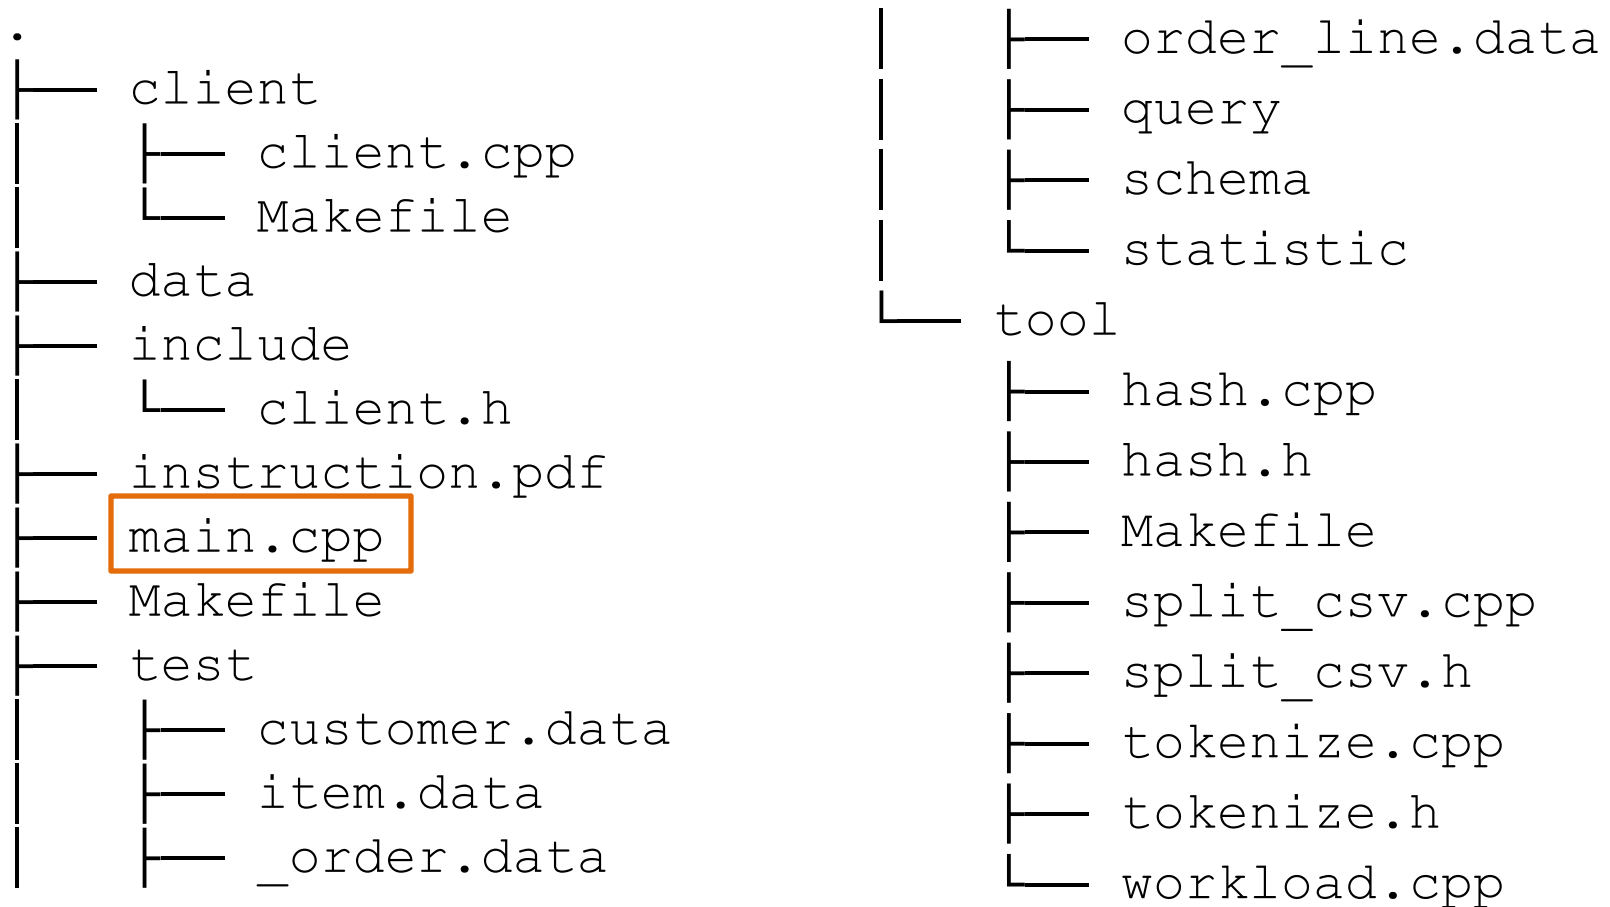 .
client
client.cpp
Makefile
data
include
client.h
instruction.pdf
main.cpp
Makefile
test
customer.data
item.data
_order.data
order_line.data
query
schema
statistic
tool
hash.cpp
hash.h
Makefile
split_csv.cpp
split_csv.h
tokenize.cpp
tokenize.h
workload.cpp